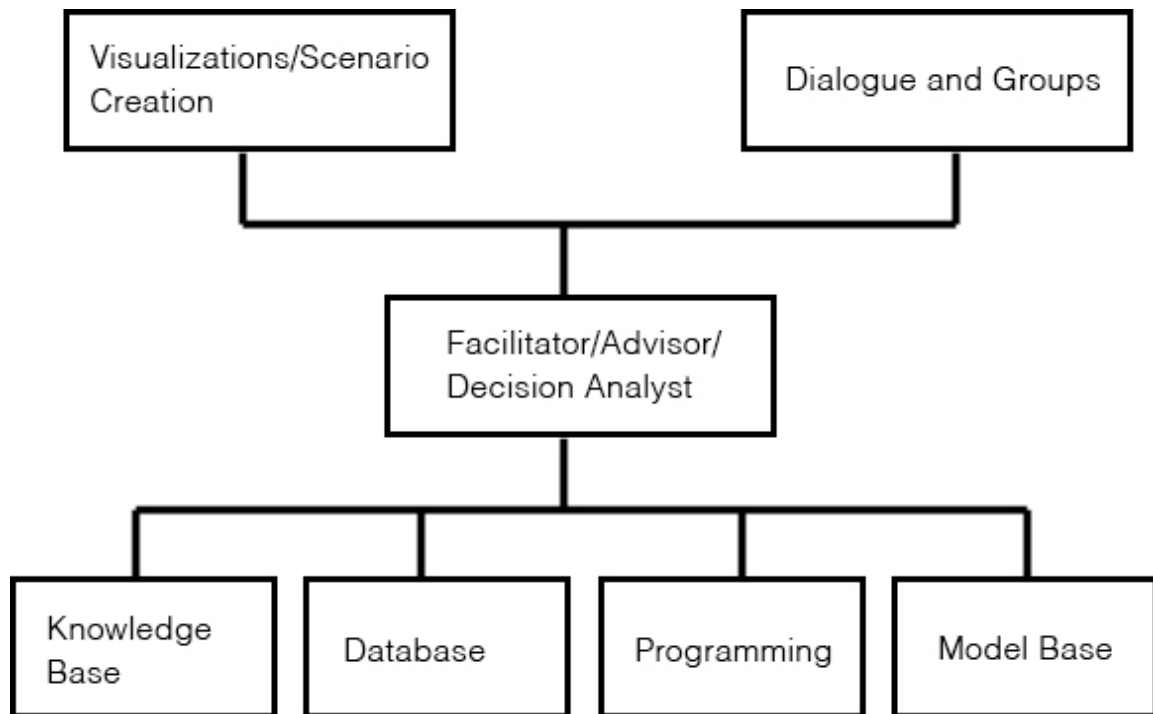 Visualizations/Scenario
Creation
Dialogue and Groups
Facilitator/Advisor/
Decision Analyst
Knowledge
Base
Database
Programming
Model Base